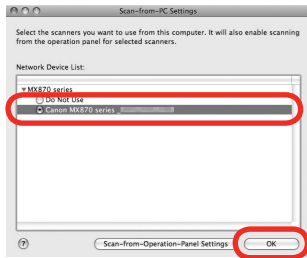 Scan-from-PC Settings
Select the scanners you want to use from this computer. It will also enable scanning
from the operation panel for selected scanners.
Network Device List:
▼MX870 series
Do Not Use
Canon MX870 series _
? Scan-from-Operation-Panel Settings OK